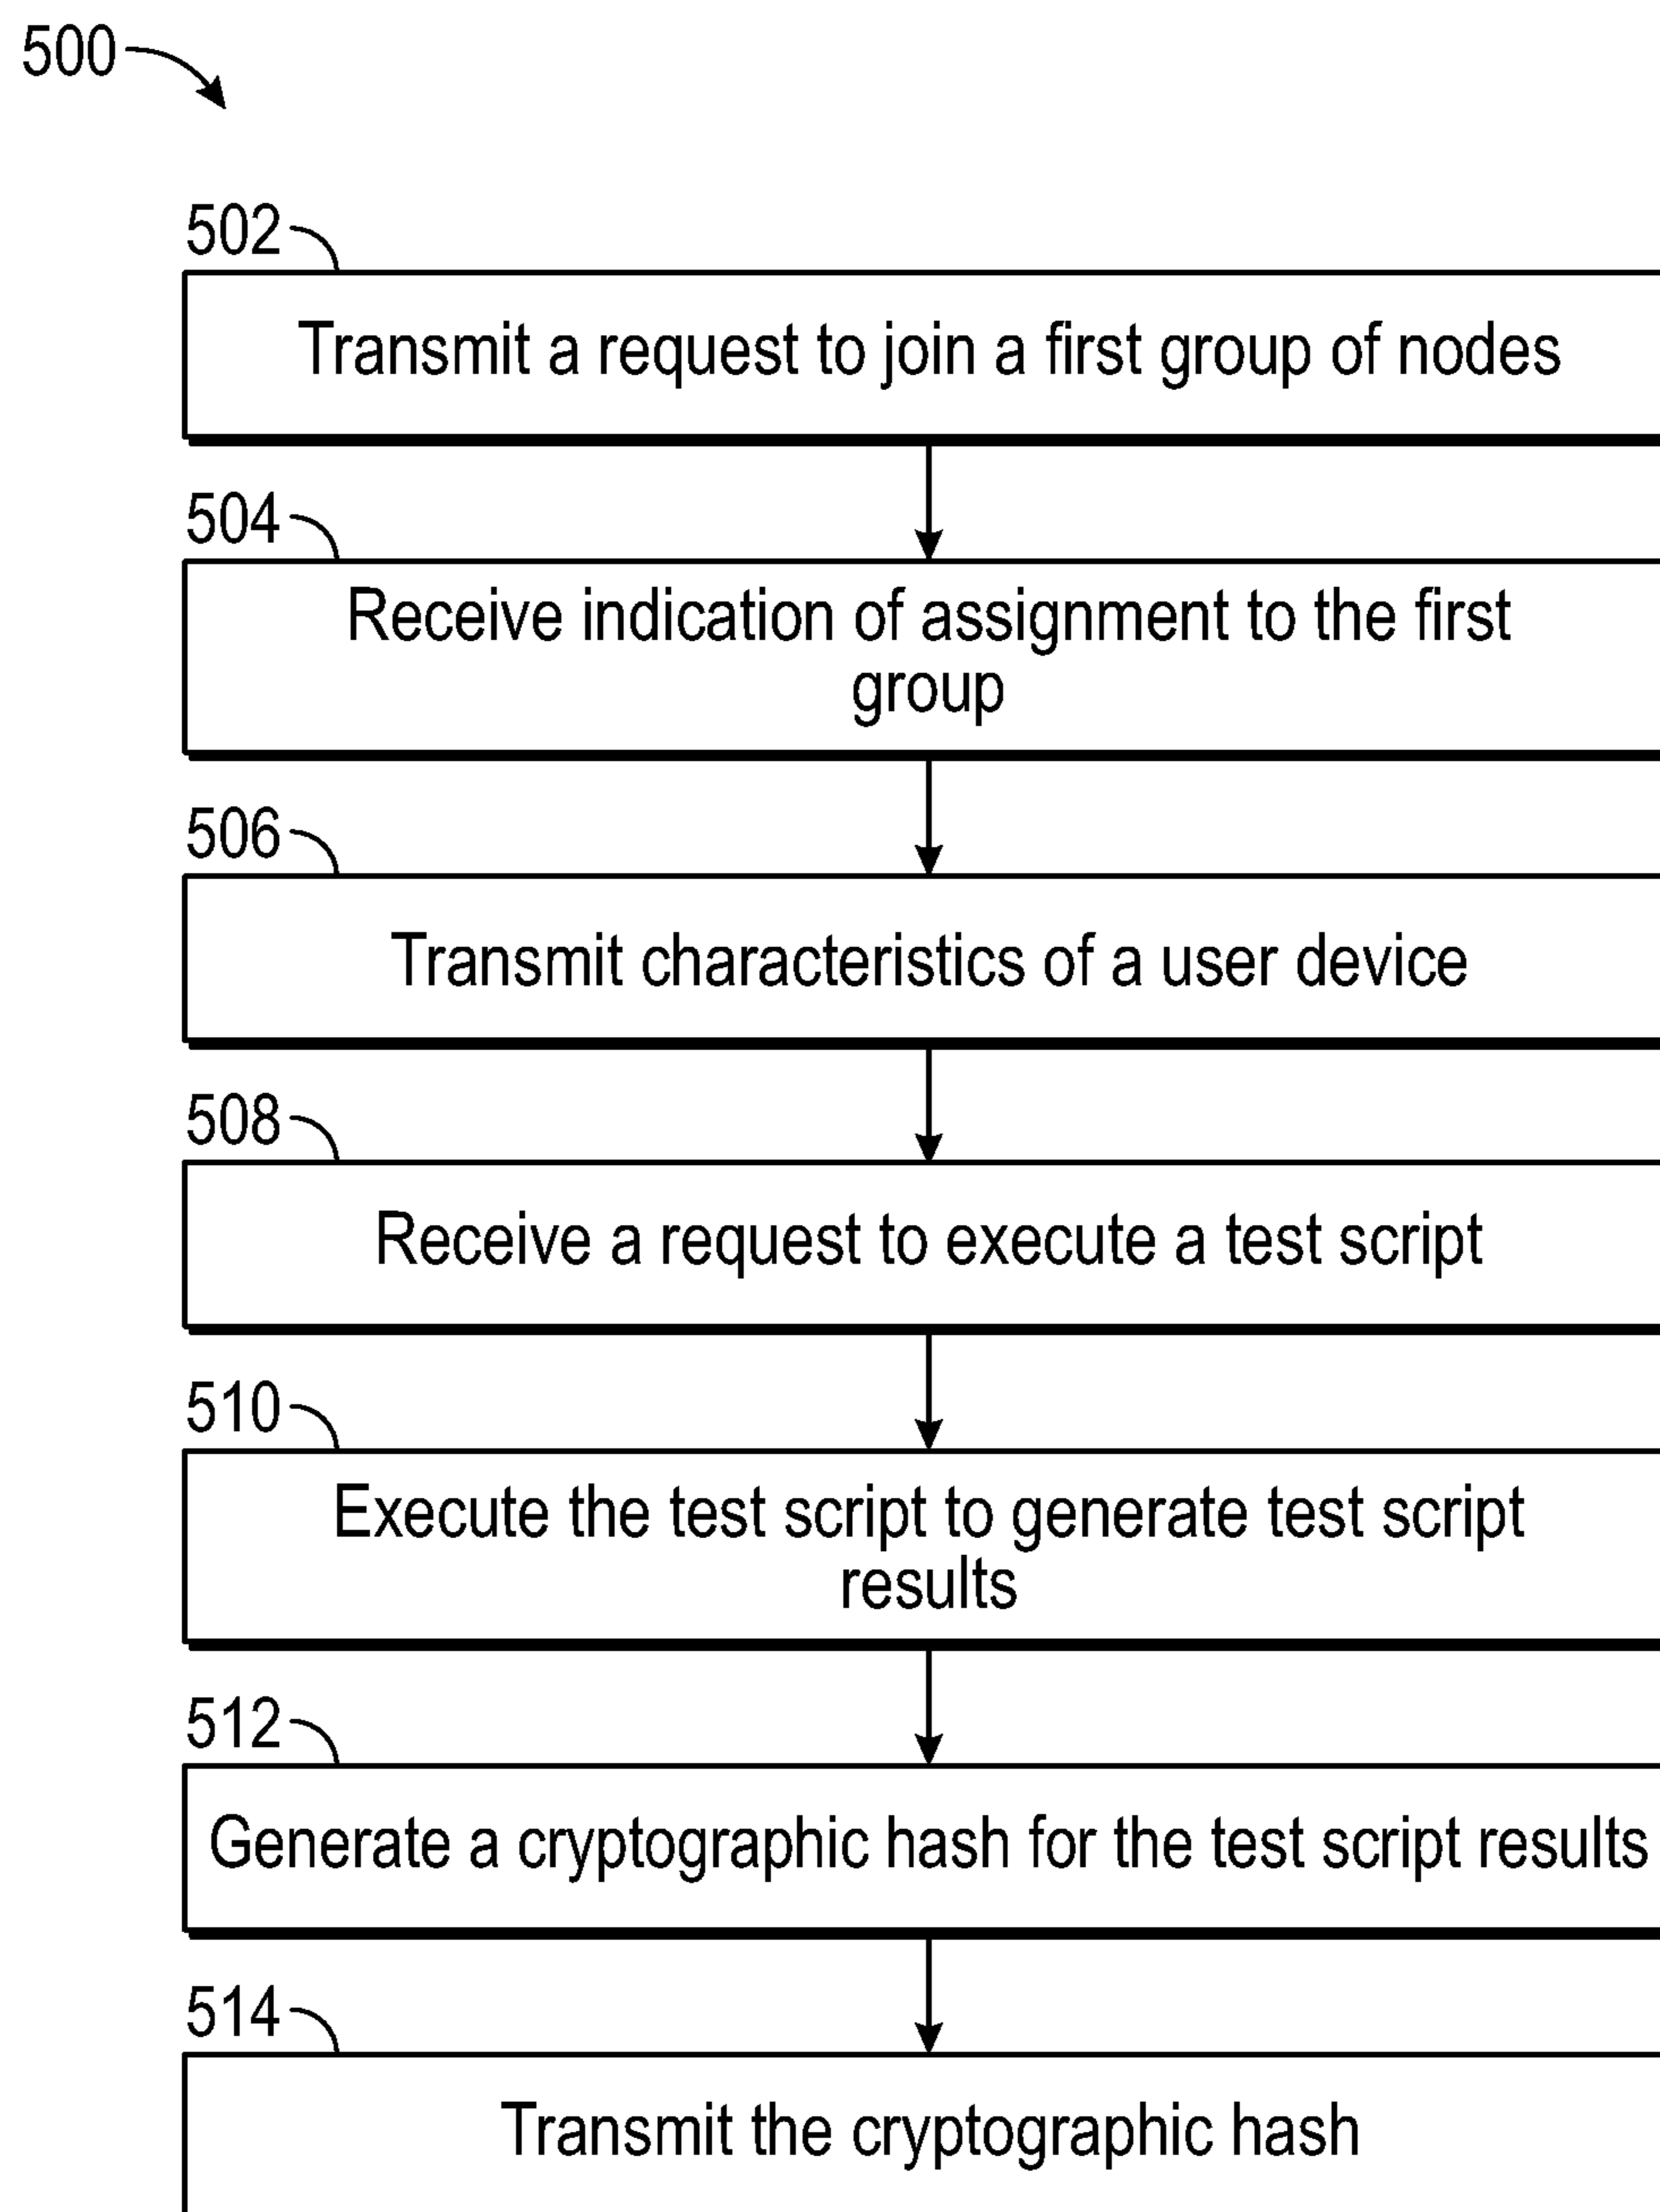 500
502
Transmit a request to join a first group of nodes
504
Receive indication of assignment to the first
group
506
Transmit characteristics of a user device
508
Receive a request to execute a test script
510
Execute the test script to generate test script
results
512
Generate a cryptographic hash for the test script results
514
Transmit the cryptographic hash